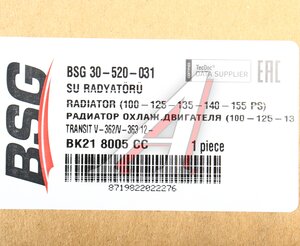 BSG
BSG 30-520-031
TecDoc
DATA SUPPLIER
EAC
SU RADYATÖRÜ
RADIATOR (100-125-135-140-155 PS)
РАДИАТОР ОХЛАЖ.ДВИГАТЕЛЯ (100-125-13
TRANSIT V-362/V-363 12-
BK21 8005 CC
1 piece
8719822022276